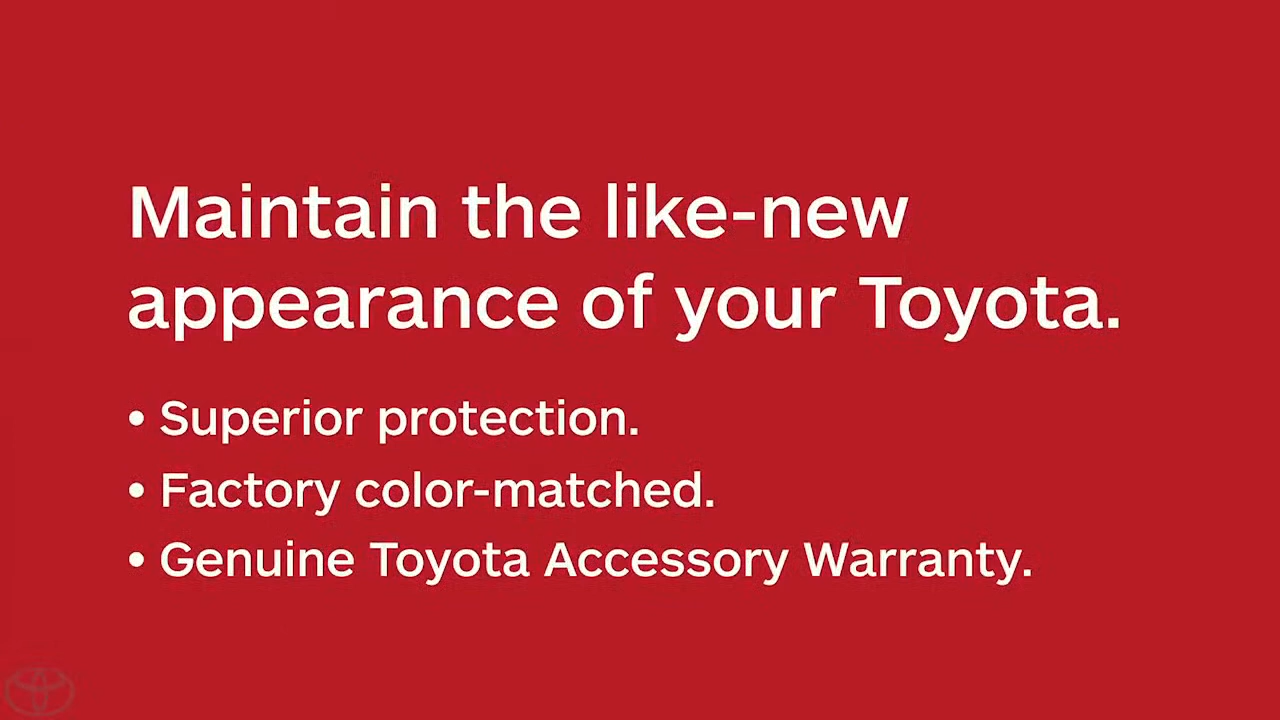 Maintain the like-new
appearance of your Toyota.
• Superior protection.
• Factory color-matched.
• Genuine Toyota Accessory Warranty.